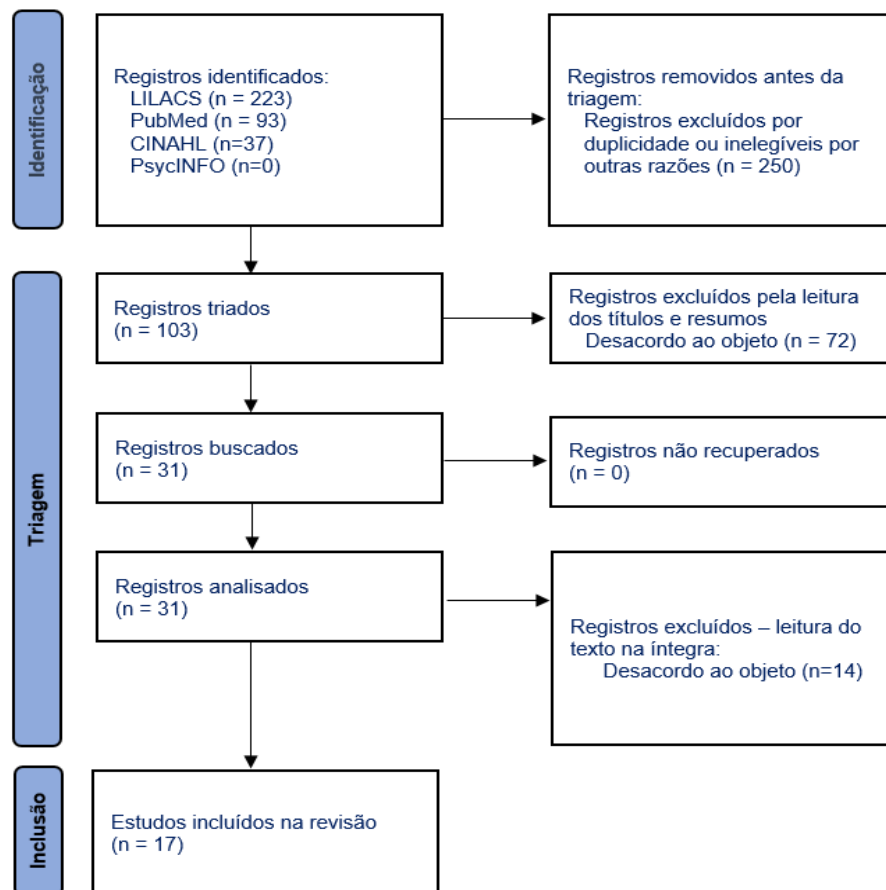 Identificação
Registros identificados:
LILACS (n = 223)
PubMed (n = 93)
CINAHL (n=37)
PsycINFO (n=0)
Registros removidos antes da
triagem:
Registros excluídos por
duplicidade ou inelegíveis por
outras razões (n = 250)
Triagem
Registros triados
(n = 103)
Registros excluídos pela leitura
dos títulos e resumos
Desacordo ao objeto (n = 72)
Registros buscados
(n = 31)
Registros não recuperados
(n = 0)
Registros analisados
(n = 31)
Registros excluídos – leitura do
texto na íntegra:
Desacordo ao objeto (n=14)
Inclusão
Estudos incluídos na revisão
(n = 17)